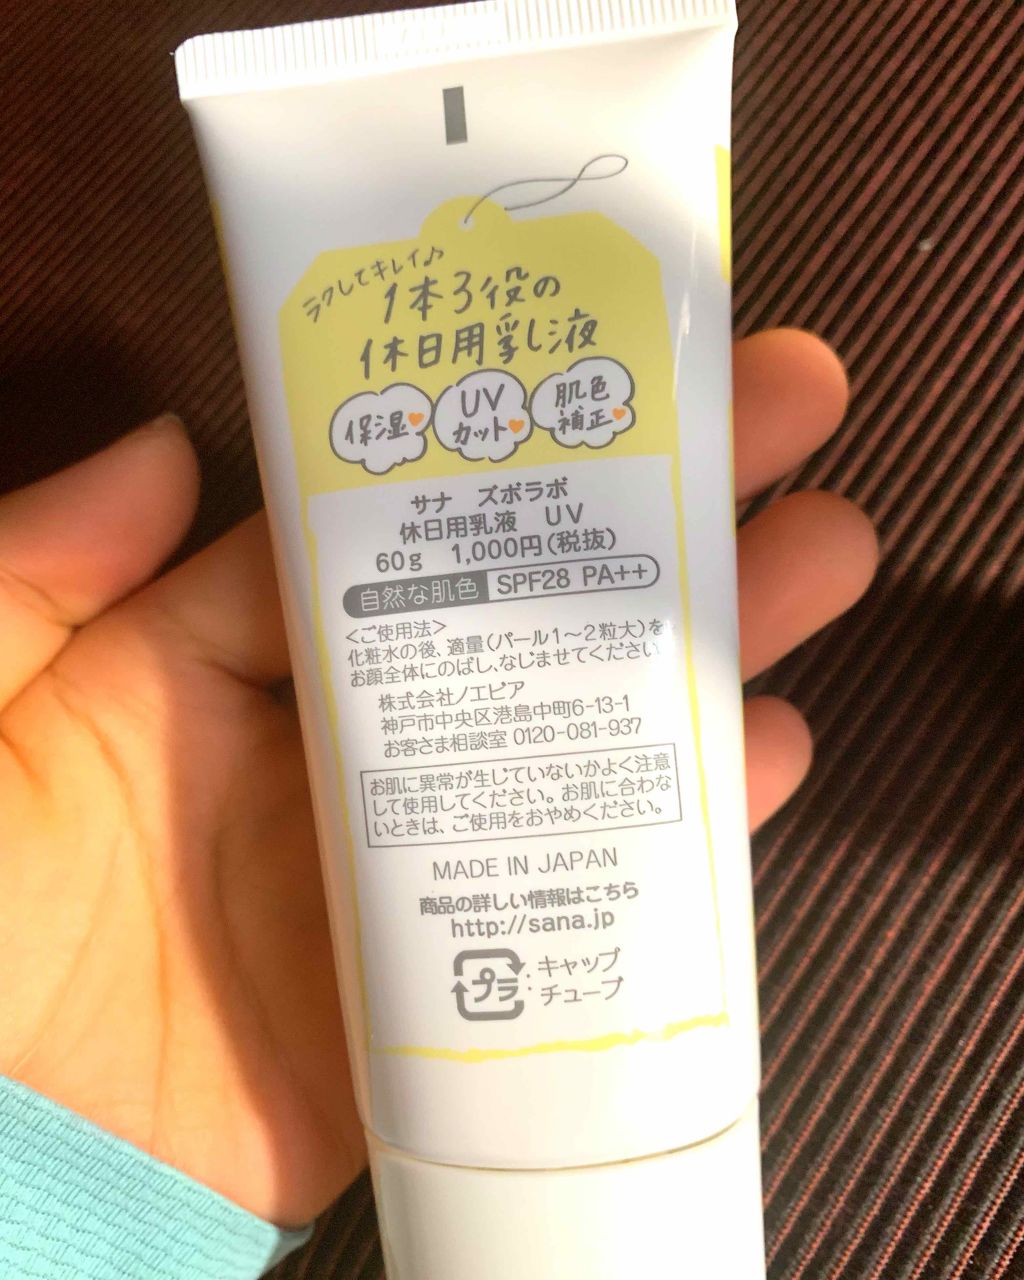 ラクしてキレイ♪
1本3役の
休日用乳液
保湿
UV
カット
肌色
補正
サナ ズボラボ
休日用乳液 UV
60g 1,000円(税抜)
自然な肌色 SPF28 PA++
<ご使用法>
化粧水の後、適量(パール1～2粒大)を
お顔全体にのばし、なじませてください
株式会社ノエビア
神戸市中央区港島中町6-13-1
お客さま相談室 0120-081-937
お肌に異常が生じていないかよく注意
して使用してください。お肌に合わな
いときは、ご使用をおやめください。
MADE IN JAPAN
商品の詳しい情報はこちら
http://sana.jp
プラ
:キャップ
:チューブ